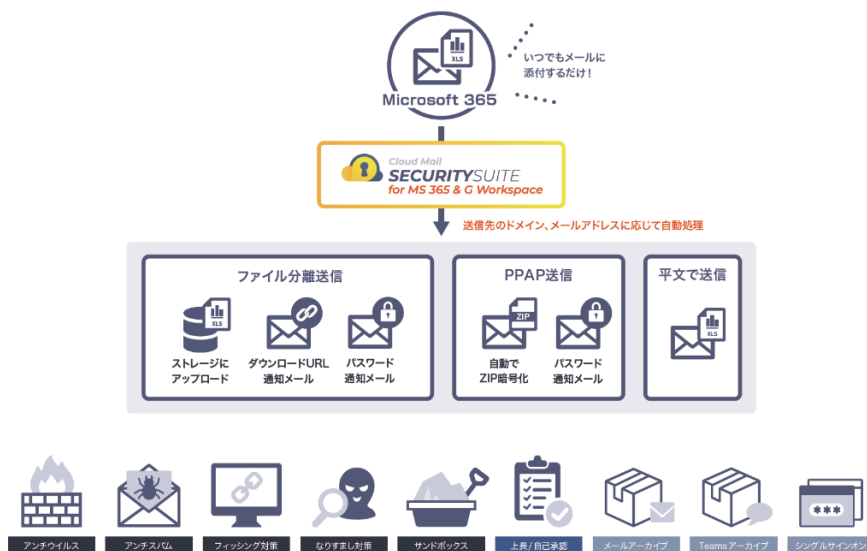 XLS
いつでもメールに
添付するだけ！
Microsoft 365
Cloud Mail
SECURITYSUITE
for MS 365 & G Workspace
送信先のドメイン、メールアドレスに応じて自動処理
ファイル分離送信
XLS
ストレージに
アップロード
ダウンロードURL
通知メール
パスワード
通知メール
PPAP送信
ZIP
自動で
ZIP暗号化
パスワード
通知メール
平文で送信
XLS
アンチウイルス
アンチスパム
フィッシング対策
なりすまし対策
サンドボックス
上長/自己承認
メールアーカイブ
Teamsアーカイブ
シングルサインオン